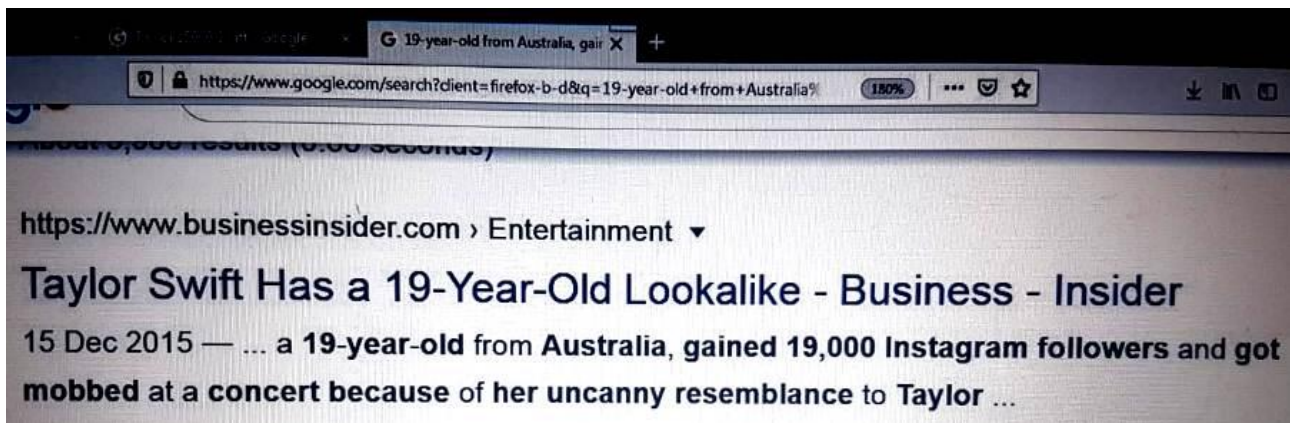 19-year-old from Australia, gair
https://www.google.com/search?client=firefox-b-d&q=19-year-old+from+Australia%
180%
results
https://www.businessinsider.com › Entertainment
Taylor Swift Has a 19-Year-Old Lookalike - Business - Insider
15 Dec 2015 — ... a 19-year-old from Australia, gained 19,000 Instagram followers and got
mobbed at a concert because of her uncanny resemblance to Taylor ...